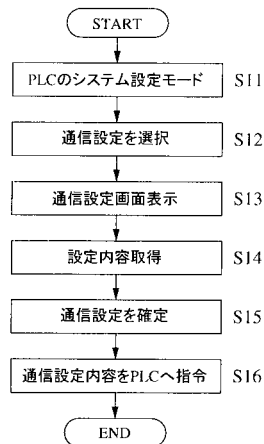 START
PLCのシステム設定モード S11
通信設定を選択 S12
通信設定画面表示 S13
設定内容取得 S14
通信設定を確定 S15
通信設定内容をPLCへ指令 S16
END